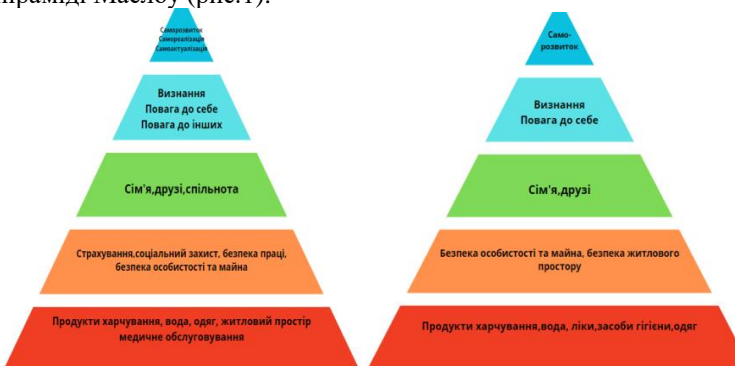 піраміді Маслоу (рис.1).
Саморозвиток
Самореалізація
Самоактуалізація
Визнання
Повага до себе
Повага до інших
Сім'я,друзі,спільнота
Страхування,соціальний захист, безпека праці,
безпека особистості та майна
Продукти харчування, вода, одяг, житловий простір
медичне обслуговування
Само-
розвиток
Визнання
Повага до себе
Сім'я,друзі
Безпека особистості та майна, безпека житлового
простору
Продукти харчування,вода, ліки,засоби гігієни,одяг